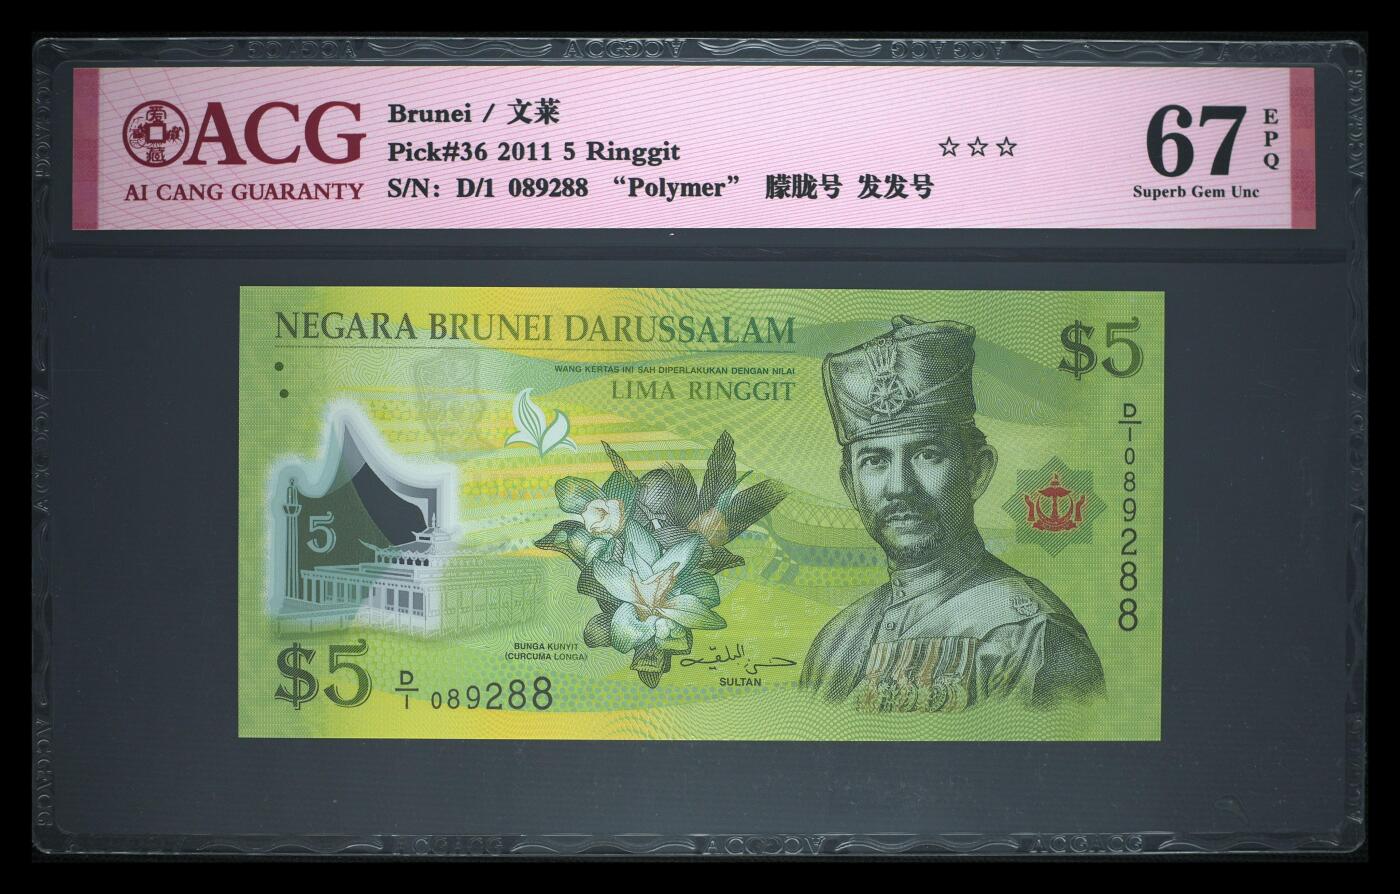 ACG
AI CANG GUARANTY
Brunei / 文莱
Pick#36 2011 5 Ringgit
S/N: D/1 089288 “Polymer” 朦胧号 发发号
☆☆☆
67
EPQ
Superb Gem Unc
NEGARA BRUNEI DARUSSALAM
WANG KERTAS INI SAH DIPERLAKUKAN DENGAN NILAI
LIMA RINGGIT
$5
D/1 089288
5
BUNGA KUNYIT
(CURCUMA LONGA)
SULTAN
$5
D/1 089288